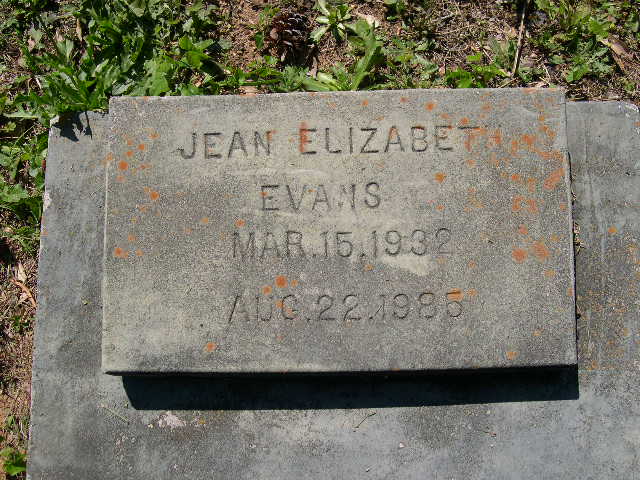 JEAN ELIZABETH
EVANS
MAR.15,1932
AUG.22,1985